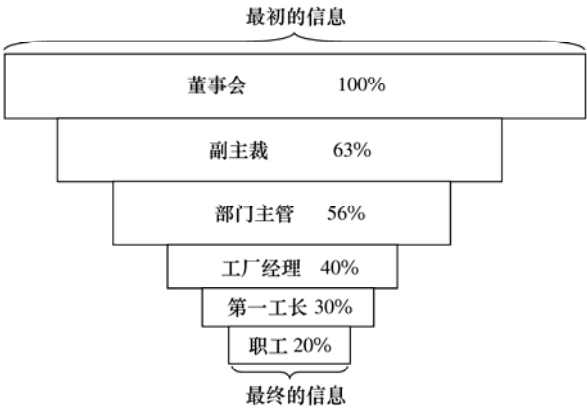 最初的信息
董事会 100%
副主裁 63%
部门主管 56%
工厂经理 40%
第一工长 30%
职工 20%
最终的信息